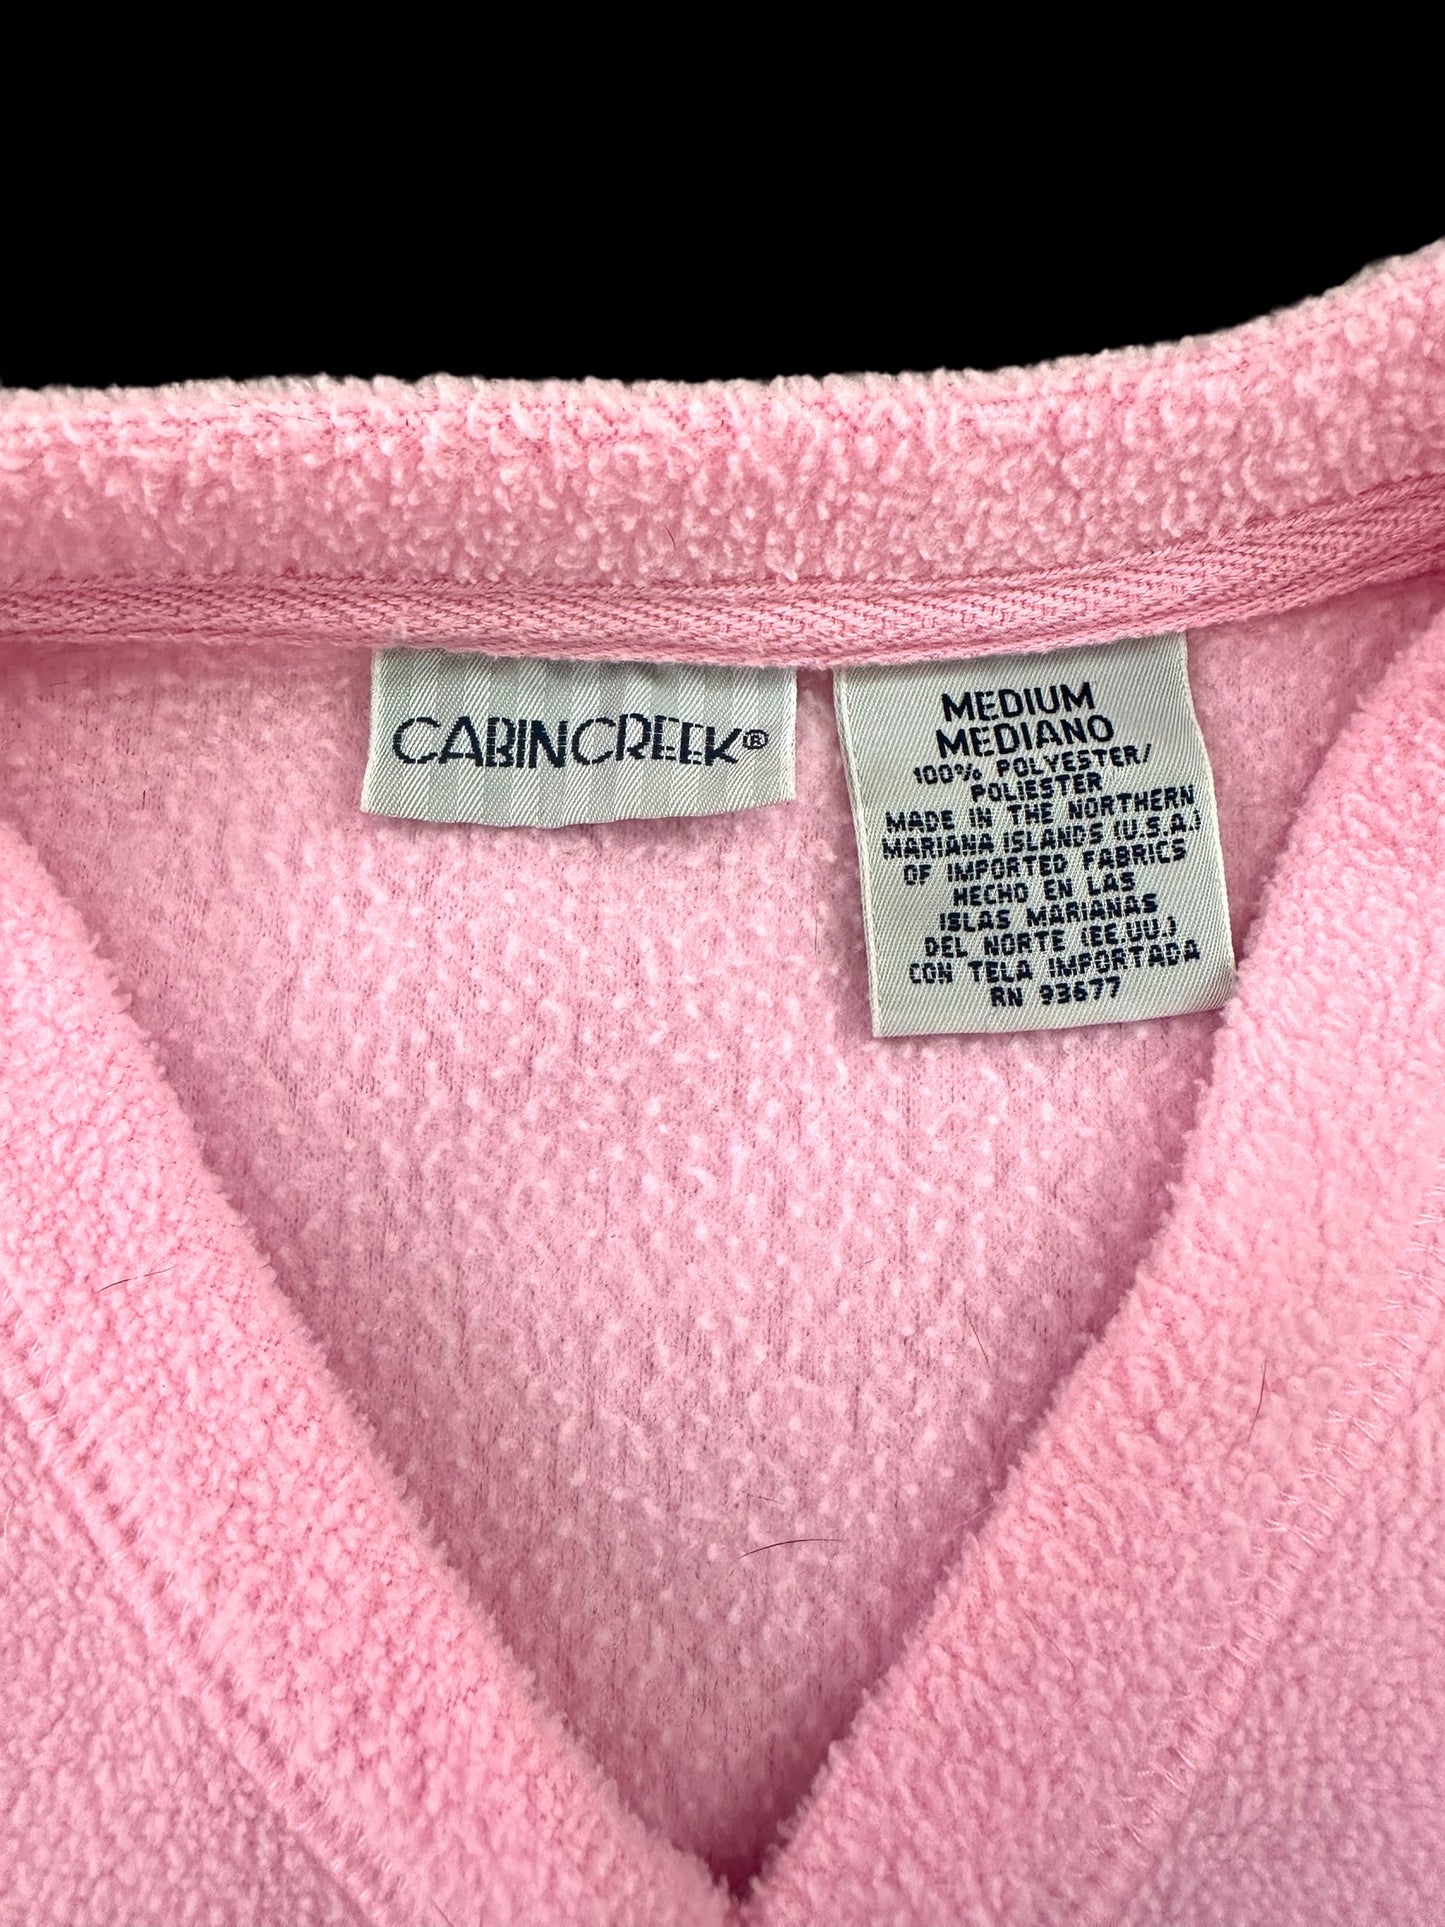 CABINCREEK®
MEDIUM
MEDIANO
100% POLYESTER/
POLIESTER
MADE IN THE NORTHERN
MARIANA ISLANDS (U.S.A.)
OF IMPORTED FABRICS
HECHO EN LAS
ISLAS MARIANAS
DEL NORTE (EE.UU.)
CON TELA IMPORTADA
RN 93677